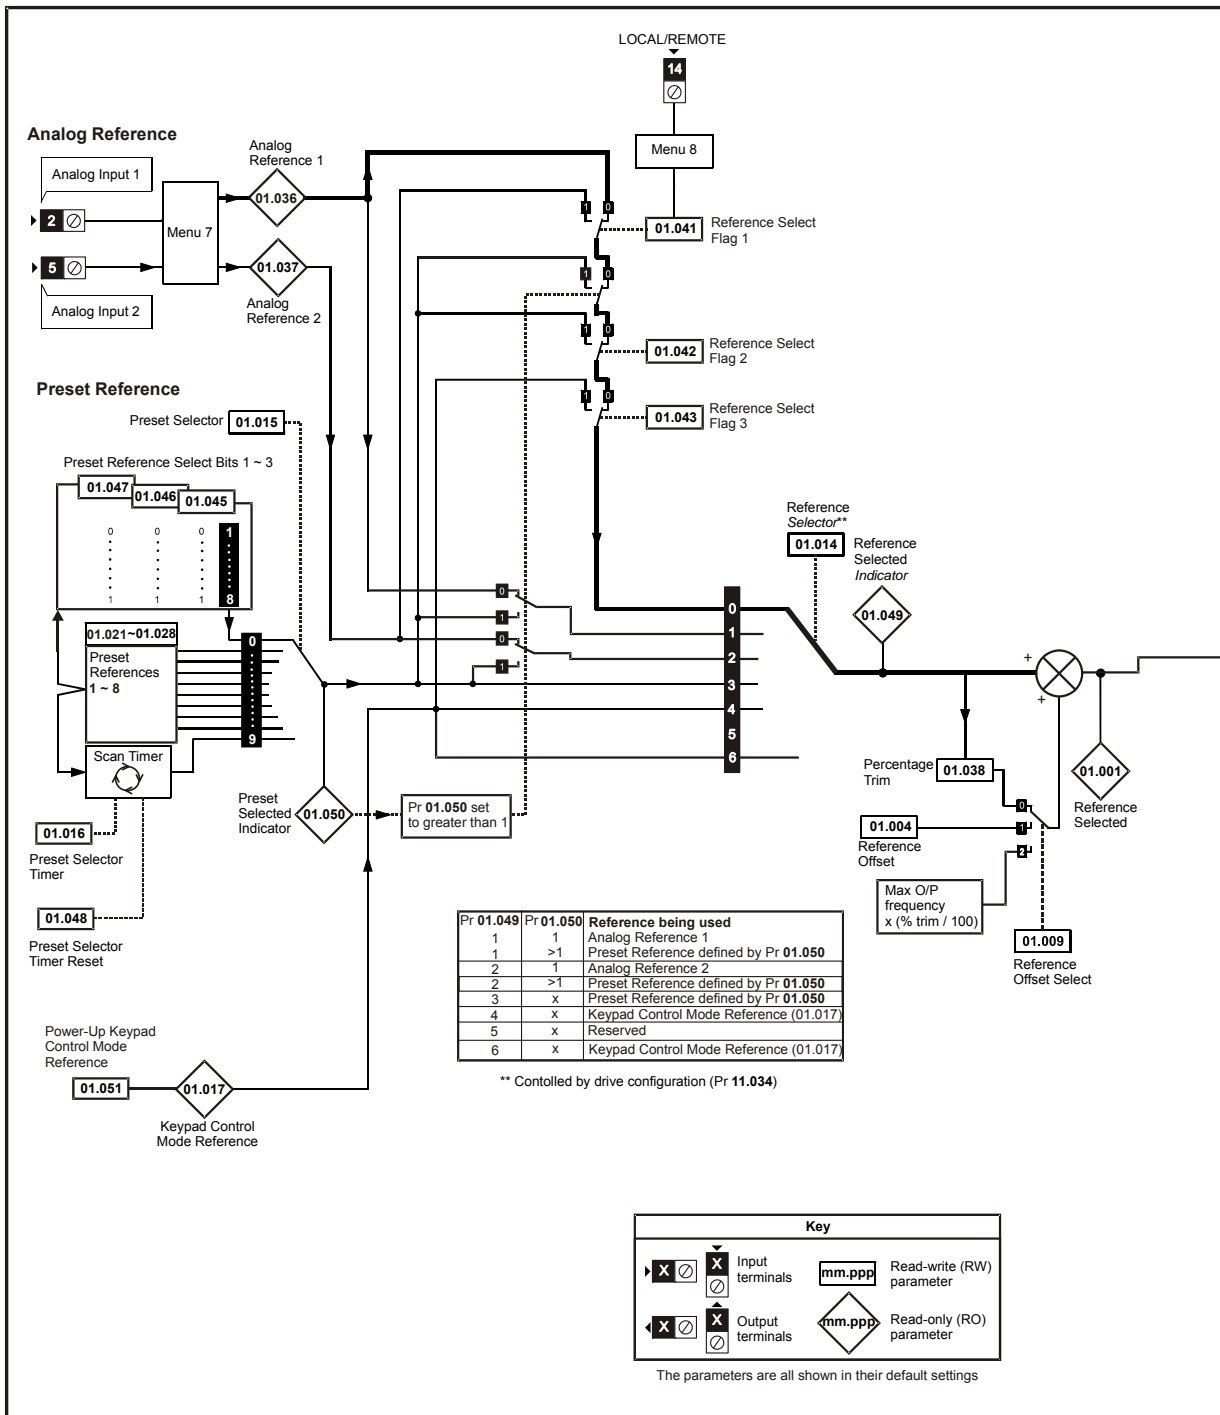 LOCAL/REMOTE
14
Menu 8
Analog Reference
Analog Input 1
2
Menu 7
5
Analog Input 2
Analog
Reference 1
01.036
01.037
Analog
Reference 2
1 0
01.041
Reference Select
Flag 1
1 0
1 0
01.042
Reference Select
Flag 2
1 0
01.043
Reference Select
Flag 3
Preset Reference
Preset Selector
01.015
Preset Reference Select Bits 1 ~ 3
01.047
01.046
01.045
0 0 0 1
1 1 1 8
01.021~01.028
Preset
References
1 ~ 8
0
9
Scan Timer
01.016
Preset Selector
Timer
01.048
Preset Selector
Timer Reset
Preset
Selected
Indicator
01.050
Pr 01.050 set
to greater than 1
0
1
0
1
0
1
2
3
4
5
6
Reference
Selector**
01.014
Reference
Selected
Indicator
01.049
+
+
Percentage
Trim
01.038
01.001
Reference
Selected
01.004
Reference
Offset
0
1
2
Max O/P
frequency
x (% trim / 100)
01.009
Reference
Offset Select
Pr 01.049 Pr 01.050 Reference being used
1 1 Analog Reference 1
1 >1 Preset Reference defined by Pr 01.050
2 1 Analog Reference 2
2 >1 Preset Reference defined by Pr 01.050
3 x Preset Reference defined by Pr 01.050
4 x Keypad Control Mode Reference (01.017)
5 x Reserved
6 x Keypad Control Mode Reference (01.017)
** Contolled by drive configuration (Pr 11.034)
Power-Up Keypad
Control Mode
Reference
01.051
01.017
Keypad Control
Mode Reference
Key
X X Input
terminals
mm.ppp Read-write (RW)
parameter
X X Output
terminals
mm.ppp Read-only (RO)
parameter
The parameters are all shown in their default settings